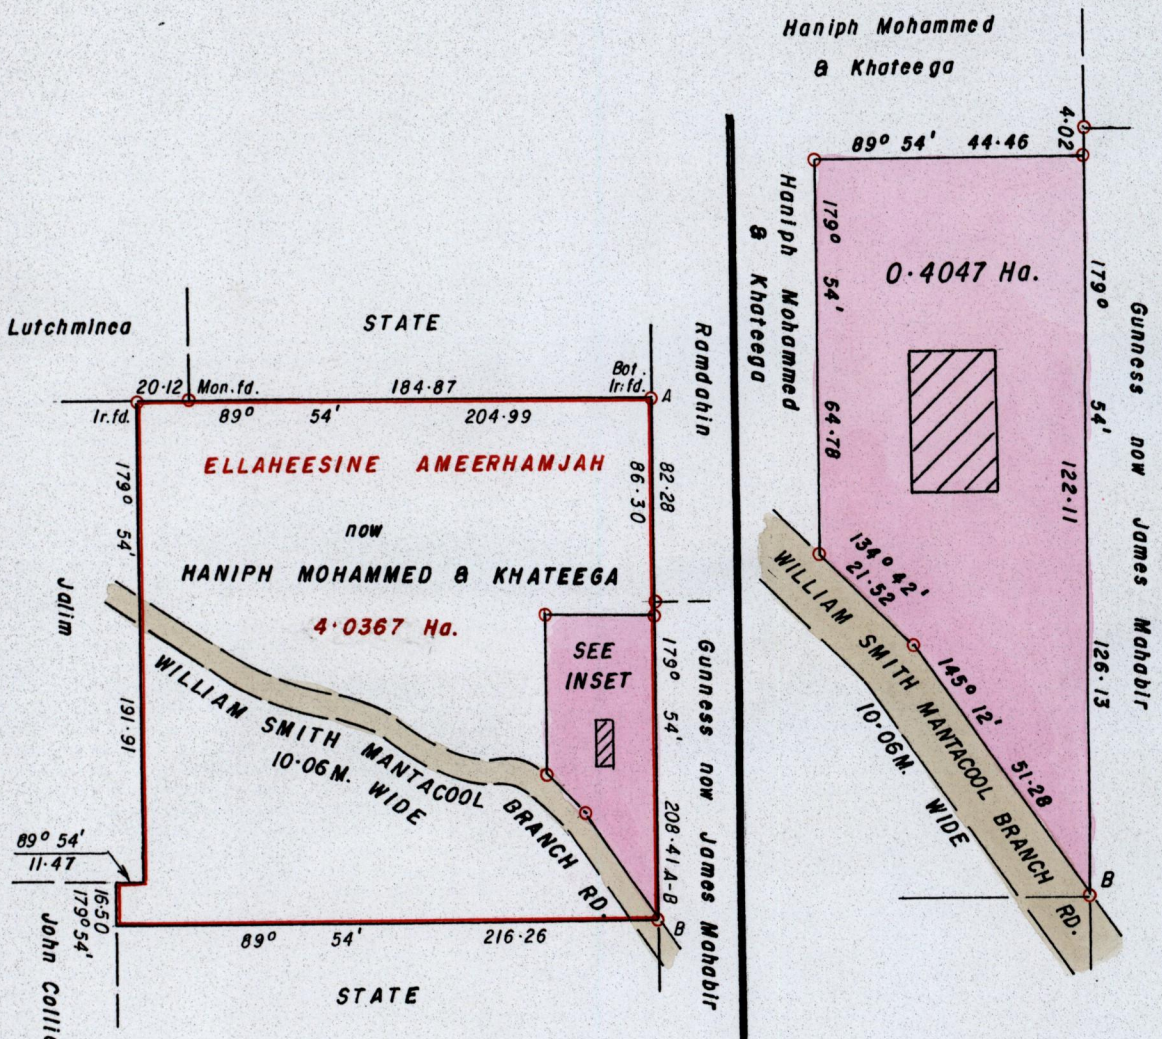 Lutchminea
STATE
Ramdahin
20·12 Mon. fd.
184·87
Bot.
Ir. fd.
A
Ir. fd.
89° 54' 204·99
ELLAHEESINE AMEERHAMJAH
now
HANIPH MOHAMMED & KHATEEGA
4·0367 Ha.
82·28
86·30
179° 54'
191·91
Jalim
SEE
INSET
179° 54'
208·41 A-B
Gunness now James Mahabir
WILLIAM SMITH MANTACOOL BRANCH RD.
10·06 M. WIDE
89° 54'
11·47
16·50
179° 54'
John Collie
89° 54' 216·26
B
STATE
Haniph Mohammed
& Khateega
4·02
89° 54' 44·46
Haniph Mohammed
& Khateega
179° 54' 64·78
0·4047 Ha.
179° 54'
122·11
126·13
Gunness now James Mahabir
134° 42'
21·52
145° 12'
51·28
WILLIAM SMITH MANTACOOL BRANCH RD.
10·06 M. WIDE
B